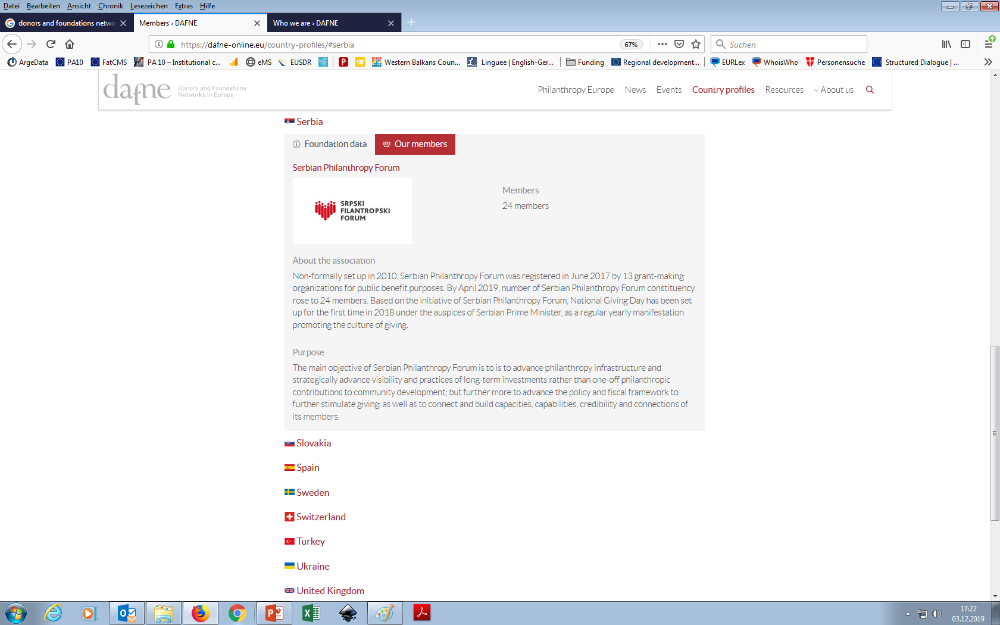 Datei Bearbeiten Ansicht Chronik Lesezeichen Extras Hilfe
donors and foundations netwo
Members › DAFNE
Who we are › DAFNE
https://dafne-online.eu/country-profiles/#serbia
67%
Suchen
ArgeData PA10 FatCMS PA 10 – Institutional c... eMS EUSDR Western Balkans Coun... Linguee | English-Ger... Funding Regional development... EURLex WhoisWho Personensuche Structured Dialogue | ...
dafne Donors and Foundations
Networks in Europe
Philanthropy Europe News Events Country profiles Resources About us
Serbia
Foundation data Our members
Serbian Philanthropy Forum
SRPSKI
FILANTROPSKI
FORUM
Members
24 members
About the association
Non-formally set up in 2010, Serbian Philanthropy Forum was registered in June 2017 by 13 grant-making
organizations for public benefit purposes. By April 2019, number of Serbian Philanthropy Forum constituency
rose to 24 members. Based on the initiative of Serbian Philanthropy Forum, National Giving Day has been set
up for the first time in 2018 under the auspices of Serbian Prime Minister, as a regular yearly manifestation
promoting the culture of giving.
Purpose
The main objective of Serbian Philanthropy Forum is to is to advance philanthropy infrastructure and
strategically advance visibility and practices of long-term investments rather than one-off philanthropic
contributions to community development; but further more to advance the policy and fiscal framework to
further stimulate giving, as well as to connect and build capacities, capabilities, credibility and connections of
its members.
Slovakia
Spain
Sweden
Switzerland
Turkey
Ukraine
United Kingdom
17:22
03.12.2019